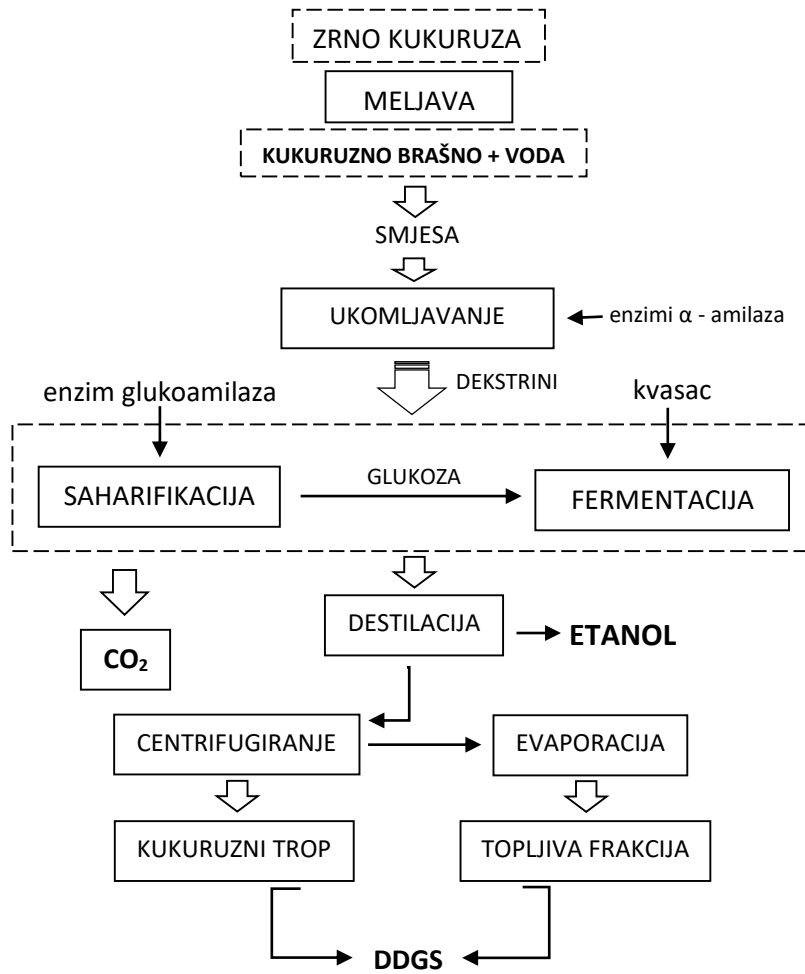 ZRNO KUKURUZA
MELJAVA
KUKURUZNO BRAŠNO + VODA
SMJESA
UKOMLJAVANJE
enzimi α - amilaza
DEKSTRINI
enzim glukoamilaza
kvasac
SAHARIFIKACIJA
GLUKOZA
FERMENTACIJA
CO₂
DESTILACIJA
ETANOL
CENTRIFUGIRANJE
EVAPORACIJA
KUKURUZNI TROP
TOPLJIVA FRAKCIJA
DDGS